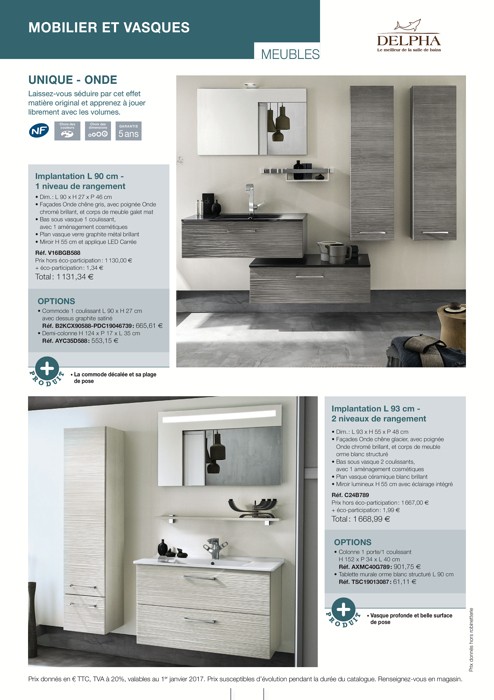 MOBILIER ET VASQUES
MEUBLES
DELPHA
Le meilleur de la salle de bains
UNIQUE - ONDE
Laissez-vous séduire par cet effet
matière original et apprenez à jouer
librement avec les volumes.
NF
GARANTIE
5 ans
Implantation L 90 cm -
1 niveau de rangement
• Dim. : L 90 x H 27 x P 46 cm
• Façades Onde chêne gris, avec poignée Onde
chromé brillant, et corps de meuble galet mat
• Bas sous vasque 1 coulissant,
avec 1 aménagement cosmétiques
• Plan vasque verre graphite métal brillant
• Miroir H 55 cm et applique LED Carrée
Réf. V16BGB588
Prix hors éco-participation : 1 130,00 €
+ éco-participation : 1,34 €
Total : 1 131,34 €
OPTIONS
• Commode 1 coulissant L 90 x H 27 cm
avec dessus graphite satiné
Réf. B2KCX90588-PDC19046739 : 665,61 €
• Demi-colonne H 124 x P 17 x L 35 cm
Réf. AYC35D588 : 553,15 €
+ PRODUIT
• La commode décalée et sa plage
de pose
Implantation L 93 cm -
2 niveaux de rangement
• Dim. : L 93 x H 55 x P 48 cm
• Façades Onde chêne glacier, avec poignée
Onde chromé brillant, et corps de meuble
orme blanc structuré
• Bas sous vasque 2 coulissants,
avec 1 aménagement cosmétiques
• Plan vasque céramique blanc brillant
• Miroir lumineux H 55 cm avec éclairage intégré
Réf. C24B789
Prix hors éco-participation : 1 667,00 €
+ éco-participation : 1,99 €
Total : 1 668,99 €
OPTIONS
• Colonne 1 porte/1 coulissant
H 152 x P 34 x L 40 cm
Réf. AXMC40G789 : 901,75 €
• Tablette murale orme blanc structuré L 90 cm
Réf. TSC19013087 : 61,11 €
+ PRODUIT
• Vasque profonde et belle surface
de pose
Prix donnés hors robinetterie
Prix donnés en € TTC, TVA à 20%, valables au 1er janvier 2017. Prix susceptibles d'évolution pendant la durée du catalogue. Renseignez-vous en magasin.